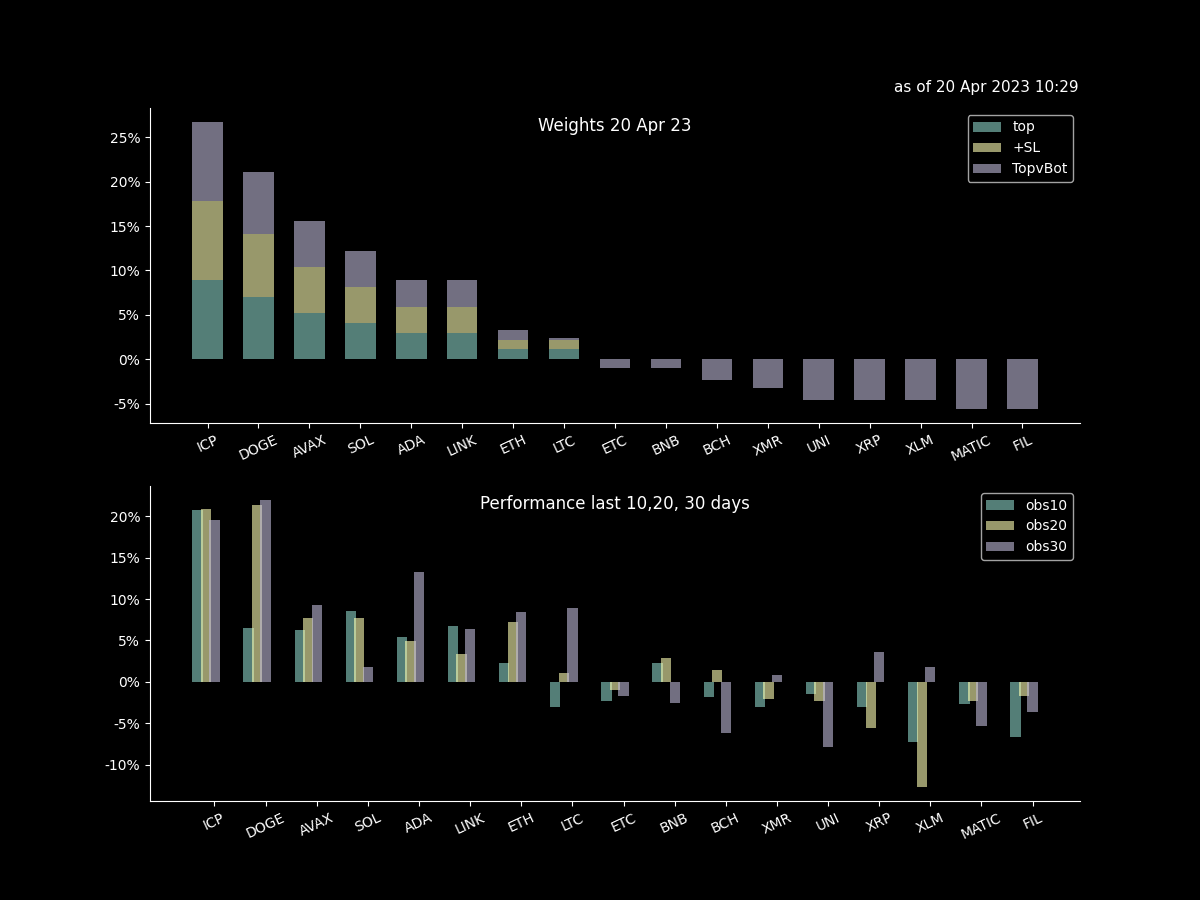 as of 20 Apr 2023 10:29
Weights 20 Apr 23
top
+SL
TopvBot
25%
20%
15%
10%
5%
0%
-5%
ICP DOGE AVAX SOL ADA LINK ETH LTC ETC BNB BCH XMR UNI XRP XLM MATIC FIL
Performance last 10,20, 30 days
obs10
obs20
obs30
20%
15%
10%
5%
0%
-5%
-10%
ICP DOGE AVAX SOL ADA LINK ETH LTC ETC BNB BCH XMR UNI XRP XLM MATIC FIL